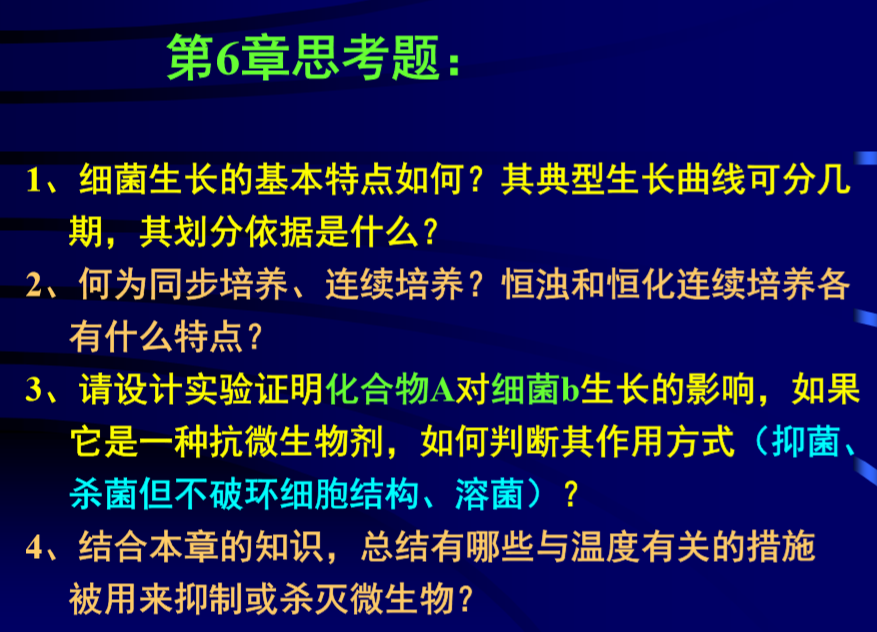 第6章思考题：
1、细菌生长的基本特点如何？其典型生长曲线可分几
期，其划分依据是什么？
2、何为同步培养、连续培养？恒浊和恒化连续培养各
有什么特点？
3、请设计实验证明化合物A对细菌b生长的影响，如果
它是一种抗微生物剂，如何判断其作用方式（抑菌、
杀菌但不破环细胞结构、溶菌）？
4、结合本章的知识，总结有哪些与温度有关的措施
被用来抑制或杀灭微生物？